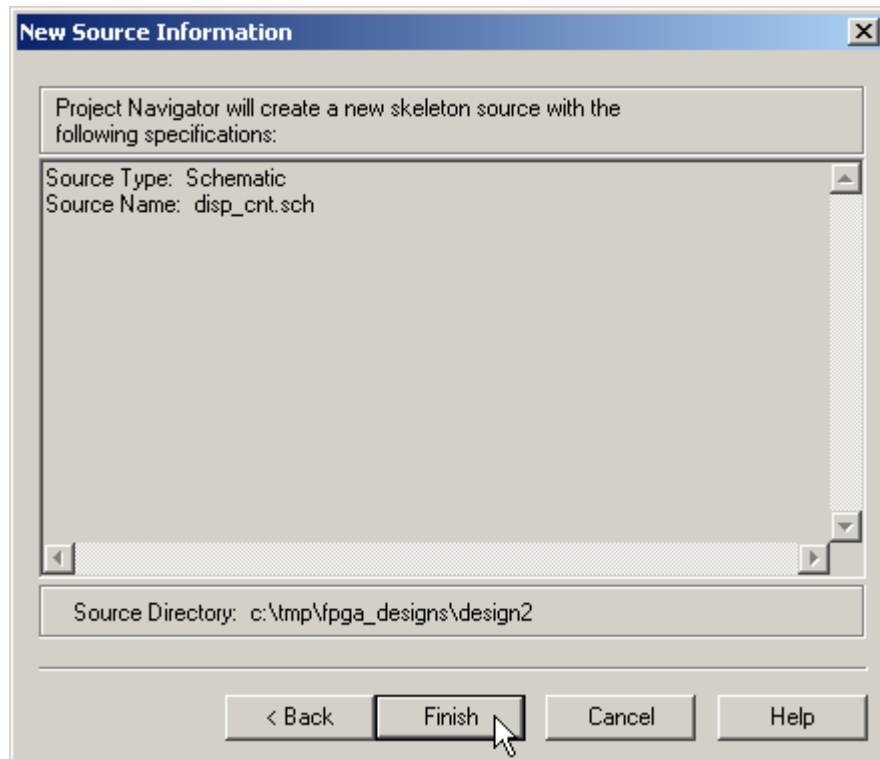 New Source Information
Project Navigator will create a new skeleton source with the
following specifications:
Source Type:  Schematic
Source Name:  disp_cnt.sch
Source Directory:  c:\tmp\fpga_designs\design2
< Back
Finish
Cancel
Help